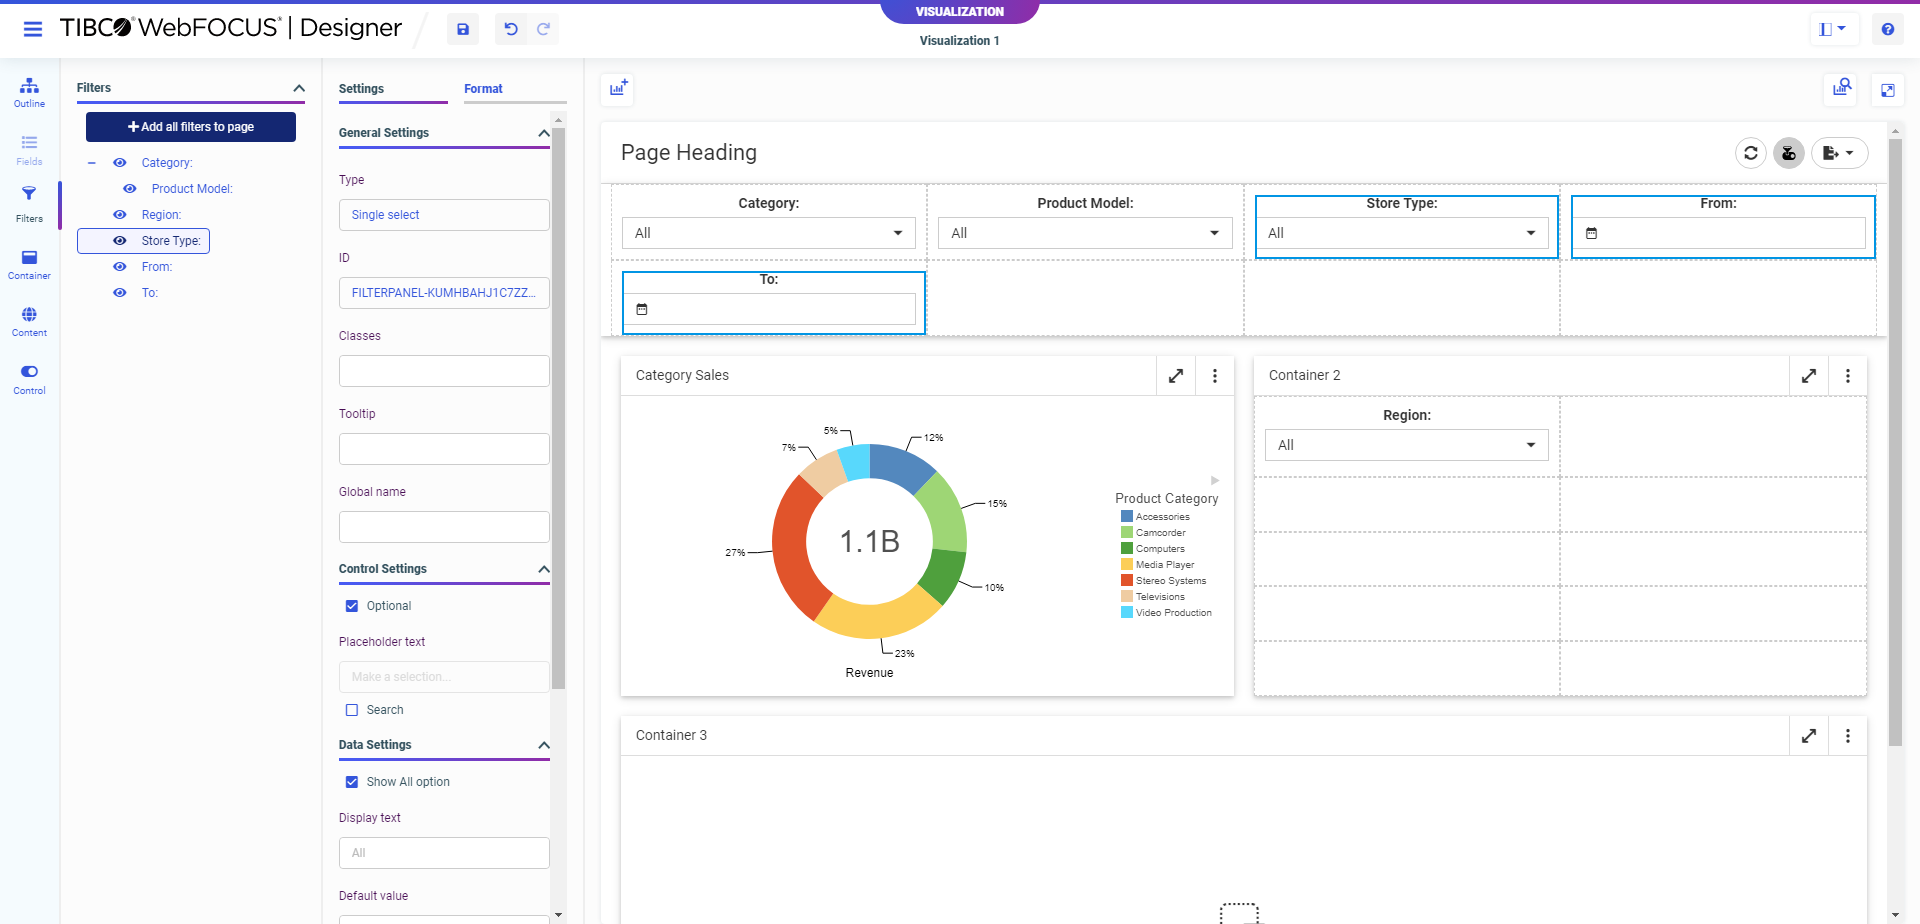 VISUALIZATION
TIBCO® WebFOCUS® | Designer
Visualization 1
Outline
Fields
Filters
Container
Content
Control
Filters
Add all filters to page
Category:
Product Model:
Region:
Store Type:
From:
To:
Settings
Format
General Settings
Type
Single select
ID
FILTERPANEL-KUMHBAHJ1C7ZZ...
Classes
Tooltip
Global name
Control Settings
Optional
Placeholder text
Make a selection...
Search
Data Settings
Show All option
Display text
All
Default value
Page Heading
Category:
Product Model:
Store Type:
From:
All
All
All
To:
Category Sales
5%
12%
7%
15%
27%
10%
23%
1.1B
Revenue
Product Category
Accessories
Camcorder
Computers
Media Player
Stereo Systems
Televisions
Video Production
Container 2
Region:
All
Container 3